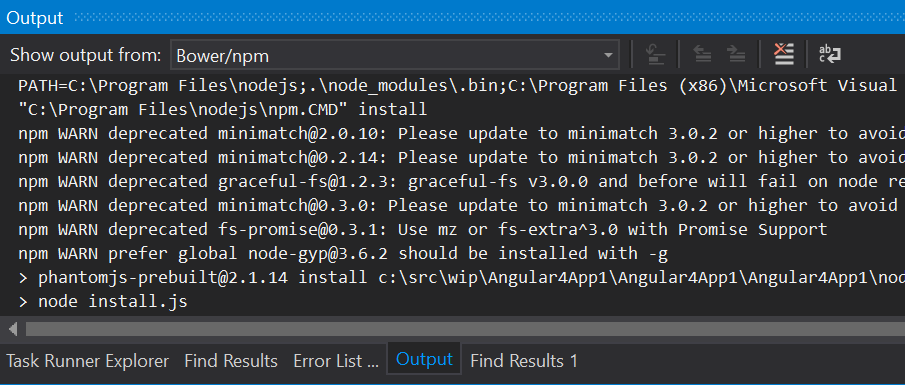 Output
Show output from: Bower/npm
PATH=C:\Program Files\nodejs;.\node_modules\.bin;C:\Program Files (x86)\Microsoft Visual
"C:\Program Files\nodejs\npm.CMD" install
npm WARN deprecated minimatch@2.0.10: Please update to minimatch 3.0.2 or higher to avoid
npm WARN deprecated minimatch@0.2.14: Please update to minimatch 3.0.2 or higher to avoid
npm WARN deprecated graceful-fs@1.2.3: graceful-fs v3.0.0 and before will fail on node re
npm WARN deprecated minimatch@0.3.0: Please update to minimatch 3.0.2 or higher to avoid
npm WARN deprecated fs-promise@0.3.1: Use mz or fs-extra^3.0 with Promise Support
npm WARN prefer global node-gyp@3.6.2 should be installed with -g
> phantomjs-prebuilt@2.1.14 install c:\src\wip\Angular4App1\Angular4App1\Angular4App1\nod
> node install.js
Task Runner Explorer Find Results Error List ... Output Find Results 1